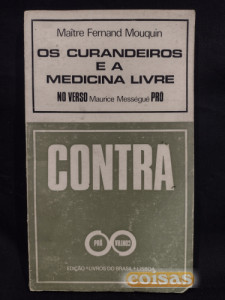 Maître Fernand Mouquin
OS CURANDEIROS
E A
MEDICINA LIVRE
NO VERSO Maurice Mességué PRÓ
CONTRA
PRÓ
EDIÇÃO "LIVROS DO BRASIL" LISBOA
coisas